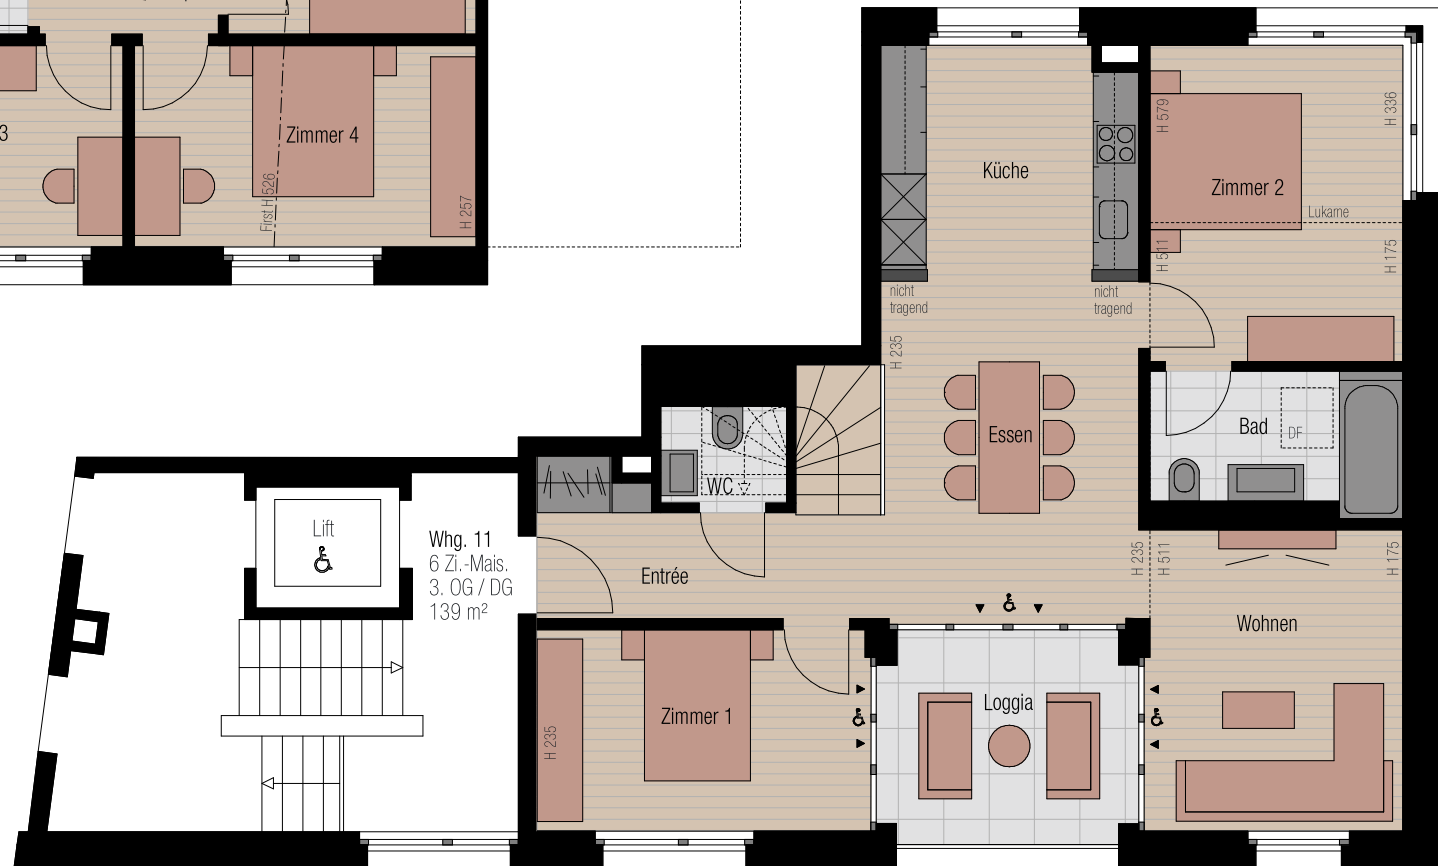 3
Zimmer 4
First H 526
H 257
Küche
H 579
H 336
Zimmer 2
Lukarne
H 511
H 175
nicht
tragend
nicht
tragend
H 235
Essen
Bad
DF
WC
Lift
Whg. 11
6 Zi.-Mais.
3. OG / DG
139 m²
Entrée
H 235
H 511
H 175
Wohnen
Zimmer 1
H 235
Loggia